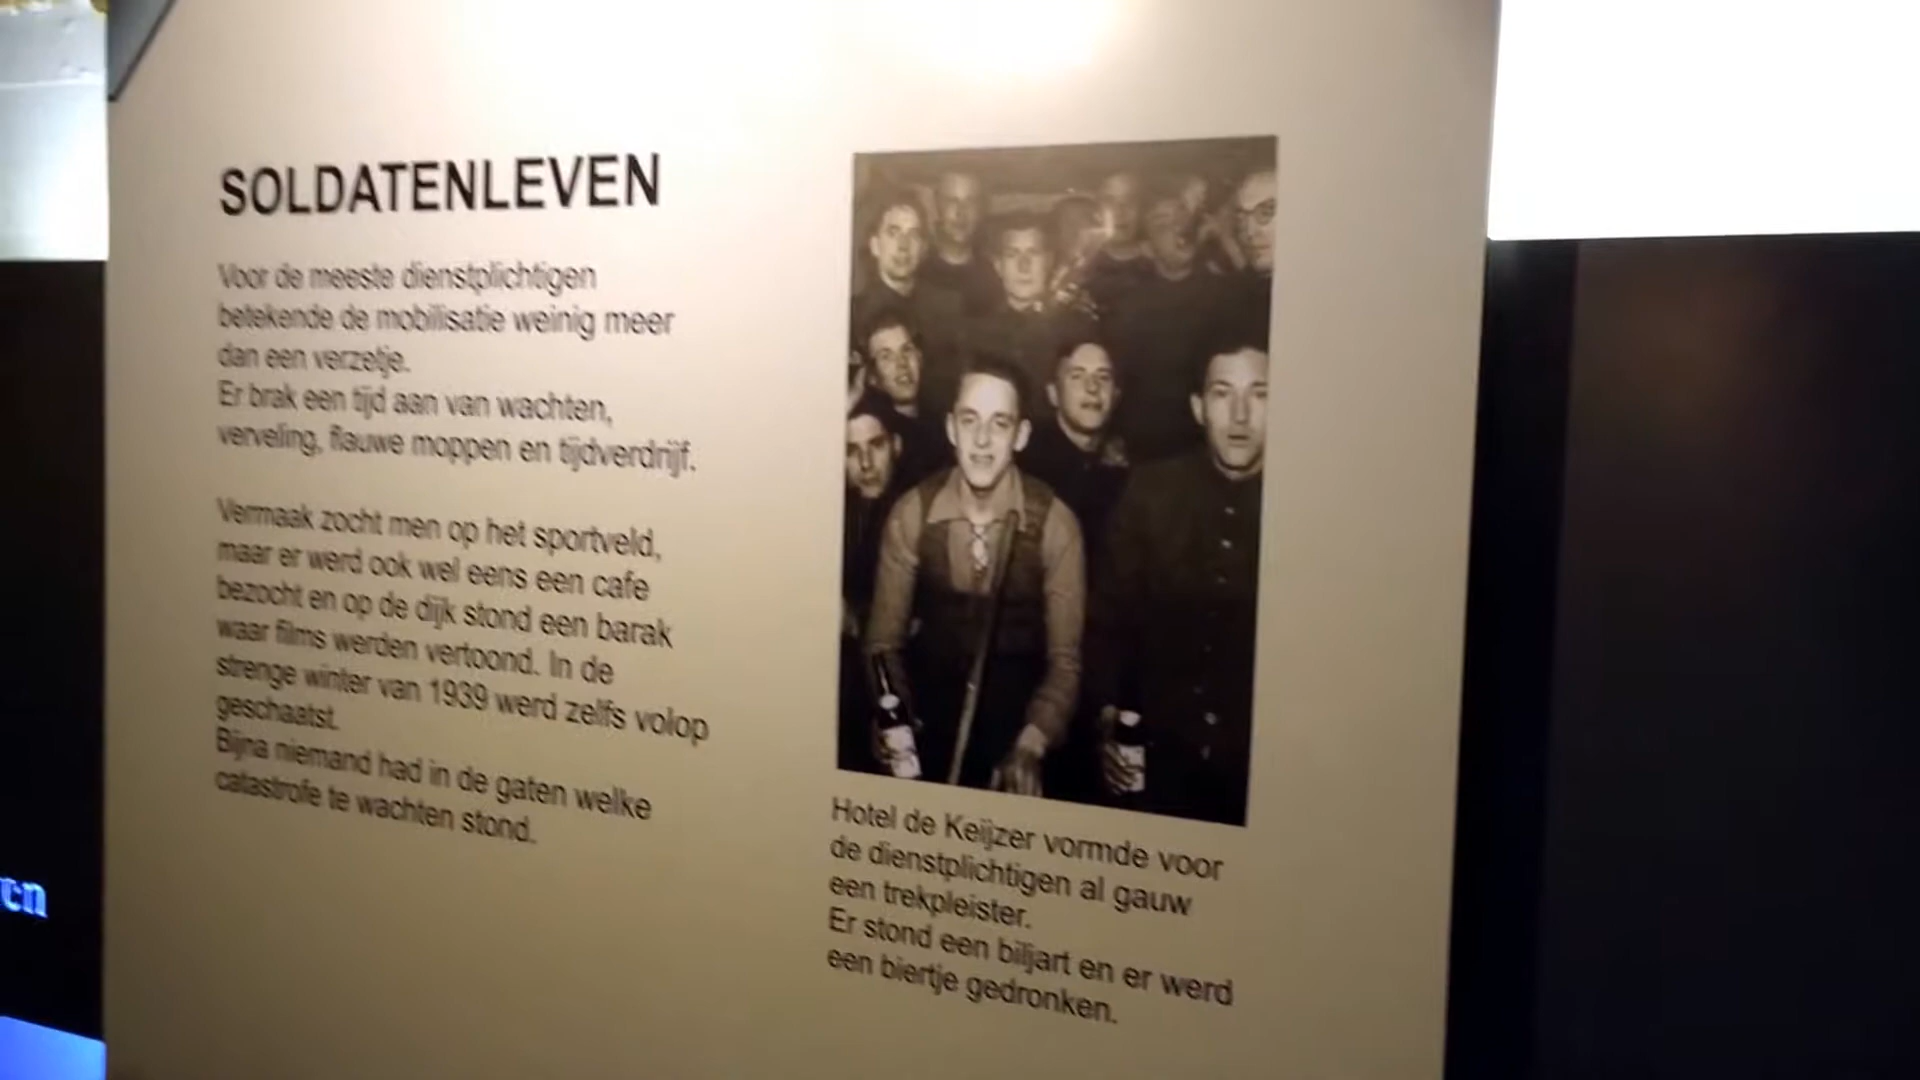 SOLDATENLEVEN
Voor de meeste dienstplichtigen
betekende de mobilisatie weinig meer
dan een verzetje.
Er brak een tijd aan van wachten,
verveling, flauwe moppen en tijdverdrijf.
Vermaak zocht men op het sportveld,
maar er werd ook wel eens een cafe
bezocht en op de dijk stond een barak
waar films werden vertoond. In de
strenge winter van 1939 werd zelfs volop
geschaatst.
Bijna niemand had in de gaten welke
catastrofe te wachten stond.
Hotel de Keijzer vormde voor
de dienstplichtigen al gauw
een trekpleister.
Er stond een biljart en er werd
een biertje gedronken.